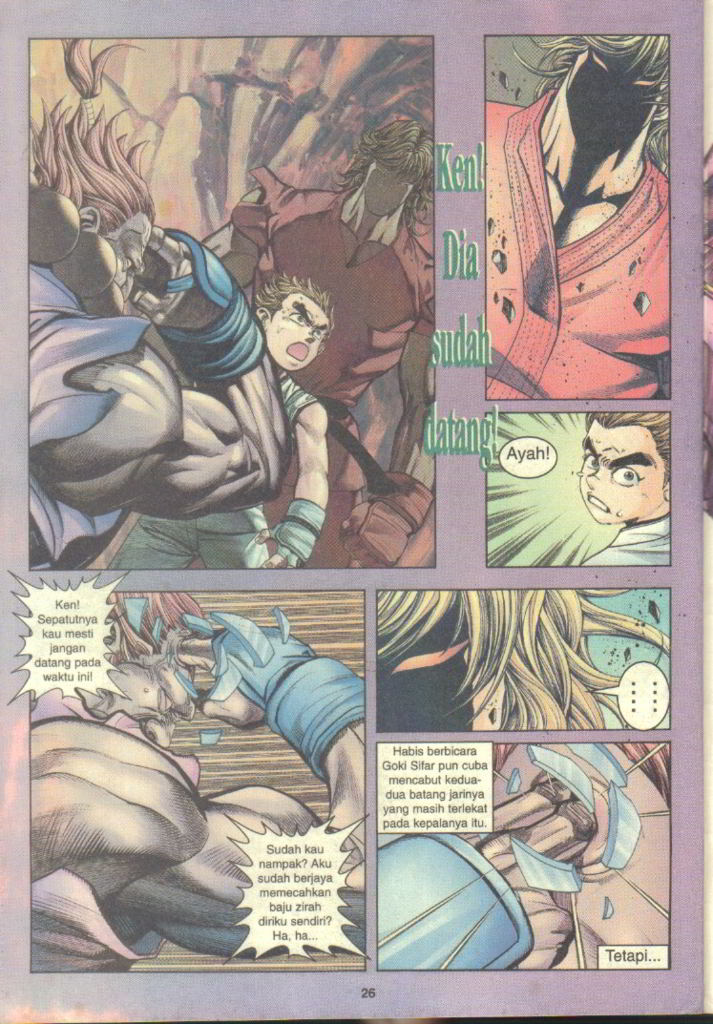 Ken!
Dia
sudah
datang!
Ayah!
Ken!
Sepatutnya
kau mesti
jangan
datang pada
waktu ini!
Sudah kau
nampak? Aku
sudah berjaya
memecahkan
baju zirah
diriku sendiri?
Ha, ha...
Habis berbicara
Goki Sifar pun cuba
mencabut kedua-
dua batang jarinya
yang masih terlekat
pada kepalanya itu.
Tetapi...
26